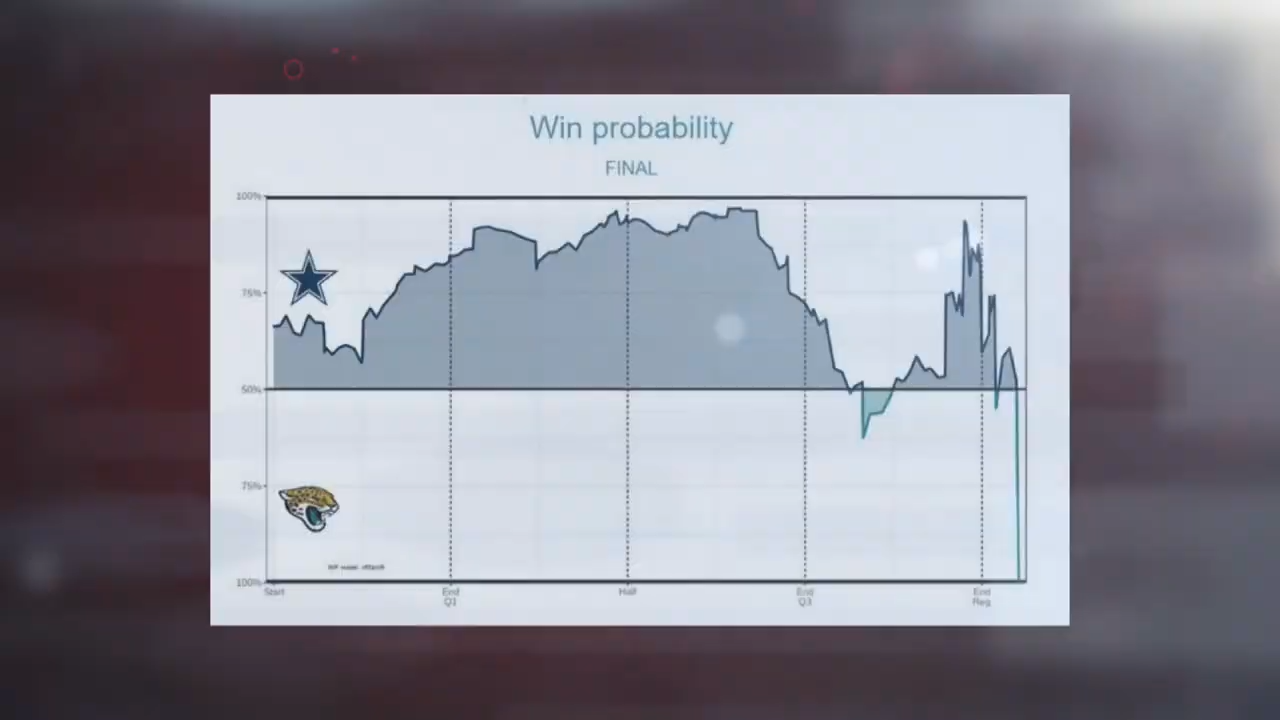 Win probability
FINAL
100%
75%
50%
75%
100%
Start
End
Q1
Half
End
Q3
End
Reg